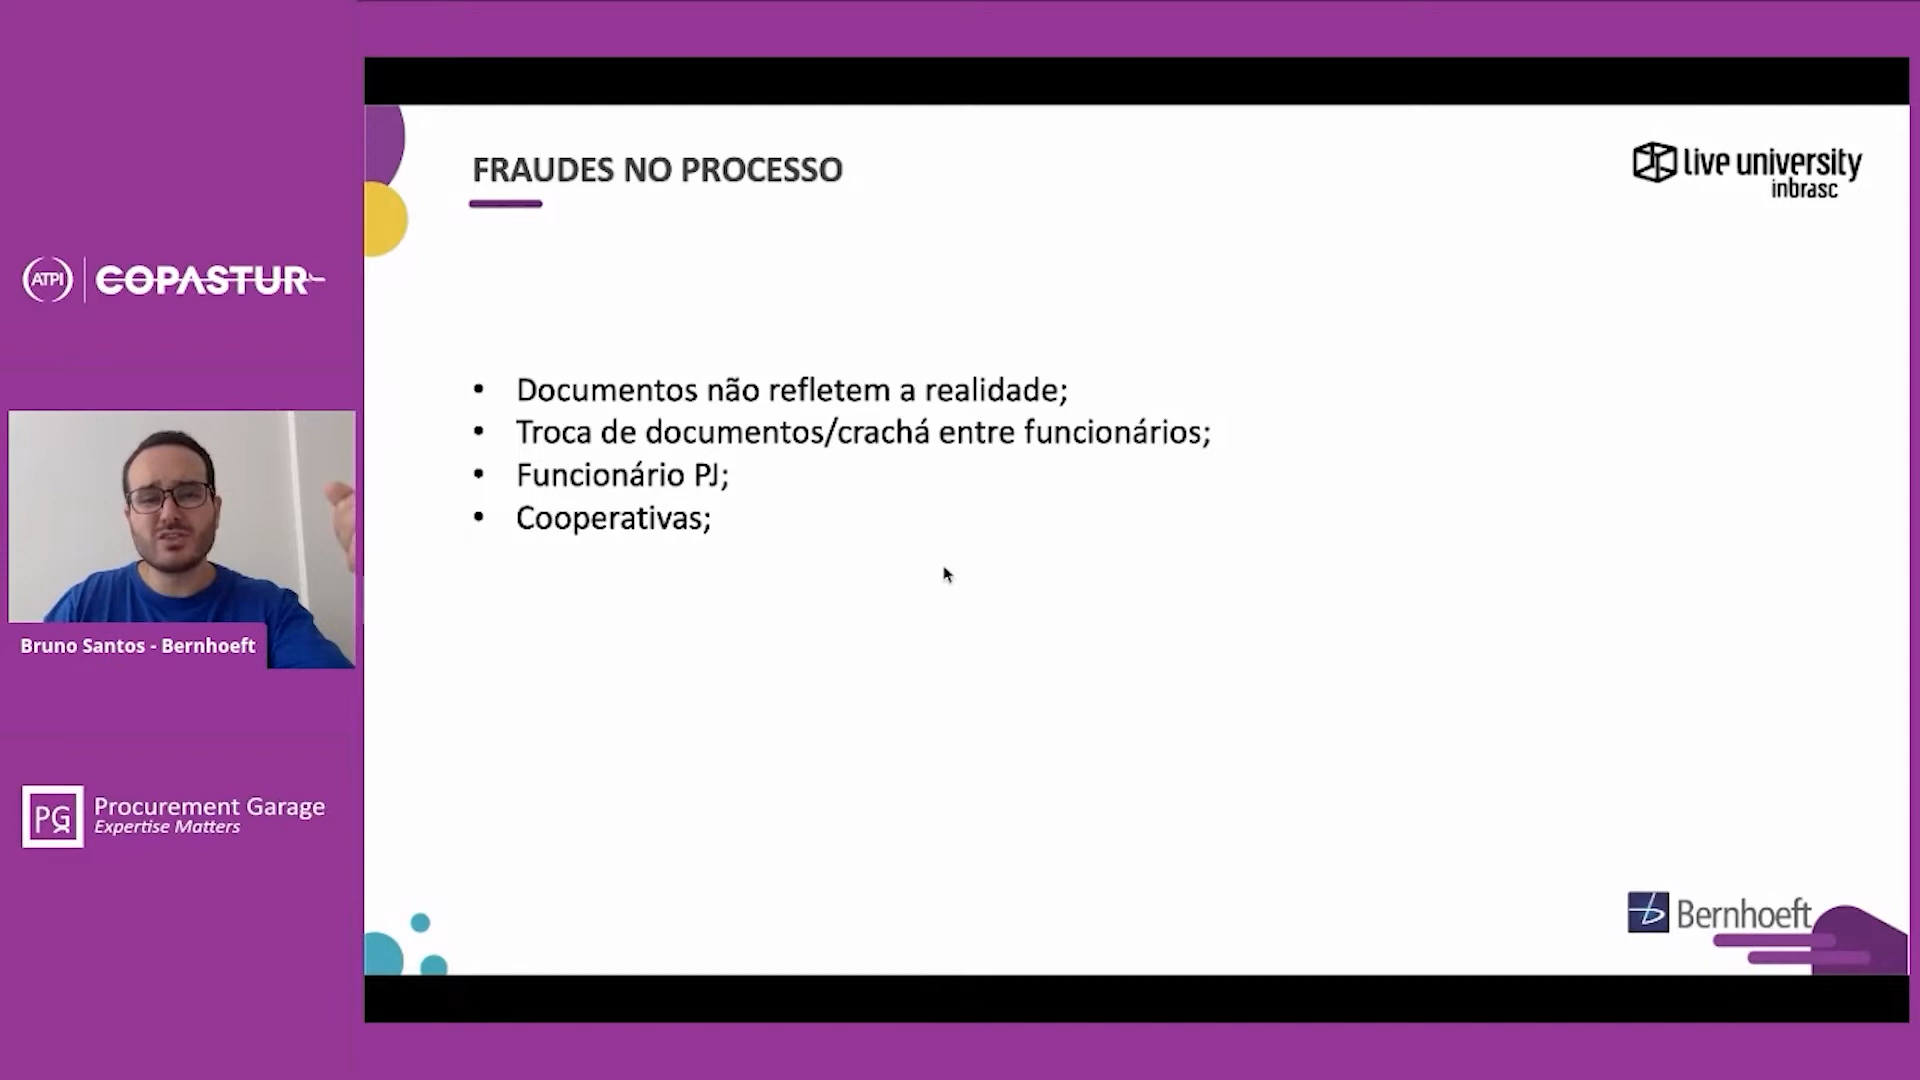 ATPI COPASTUR
Bruno Santos - Bernhoeft
PG Procurement Garage
Expertise Matters
FRAUDES NO PROCESSO
live university
inbrasc
• Documentos não refletem a realidade;
• Troca de documentos/crachá entre funcionários;
• Funcionário PJ;
• Cooperativas;
Bernhoeft